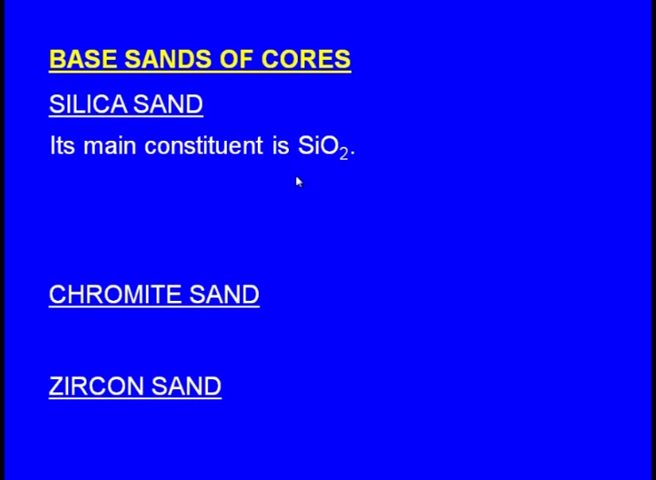 BASE SANDS OF CORES
SILICA SAND
Its main constituent is SiO₂.
CHROMITE SAND
ZIRCON SAND